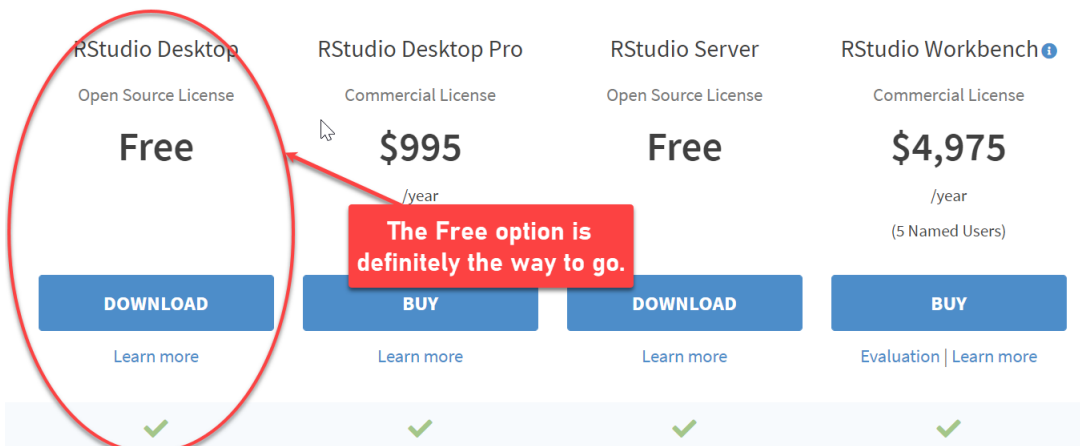 RStudio Desktop
Open Source License
Free
DOWNLOAD
Learn more
RStudio Desktop Pro
Commercial License
$995
/year
The Free option is
definitely the way to go.
BUY
Learn more
RStudio Server
Open Source License
Free
DOWNLOAD
Learn more
RStudio Workbench
Commercial License
$4,975
/year
(5 Named Users)
BUY
Evaluation | Learn more